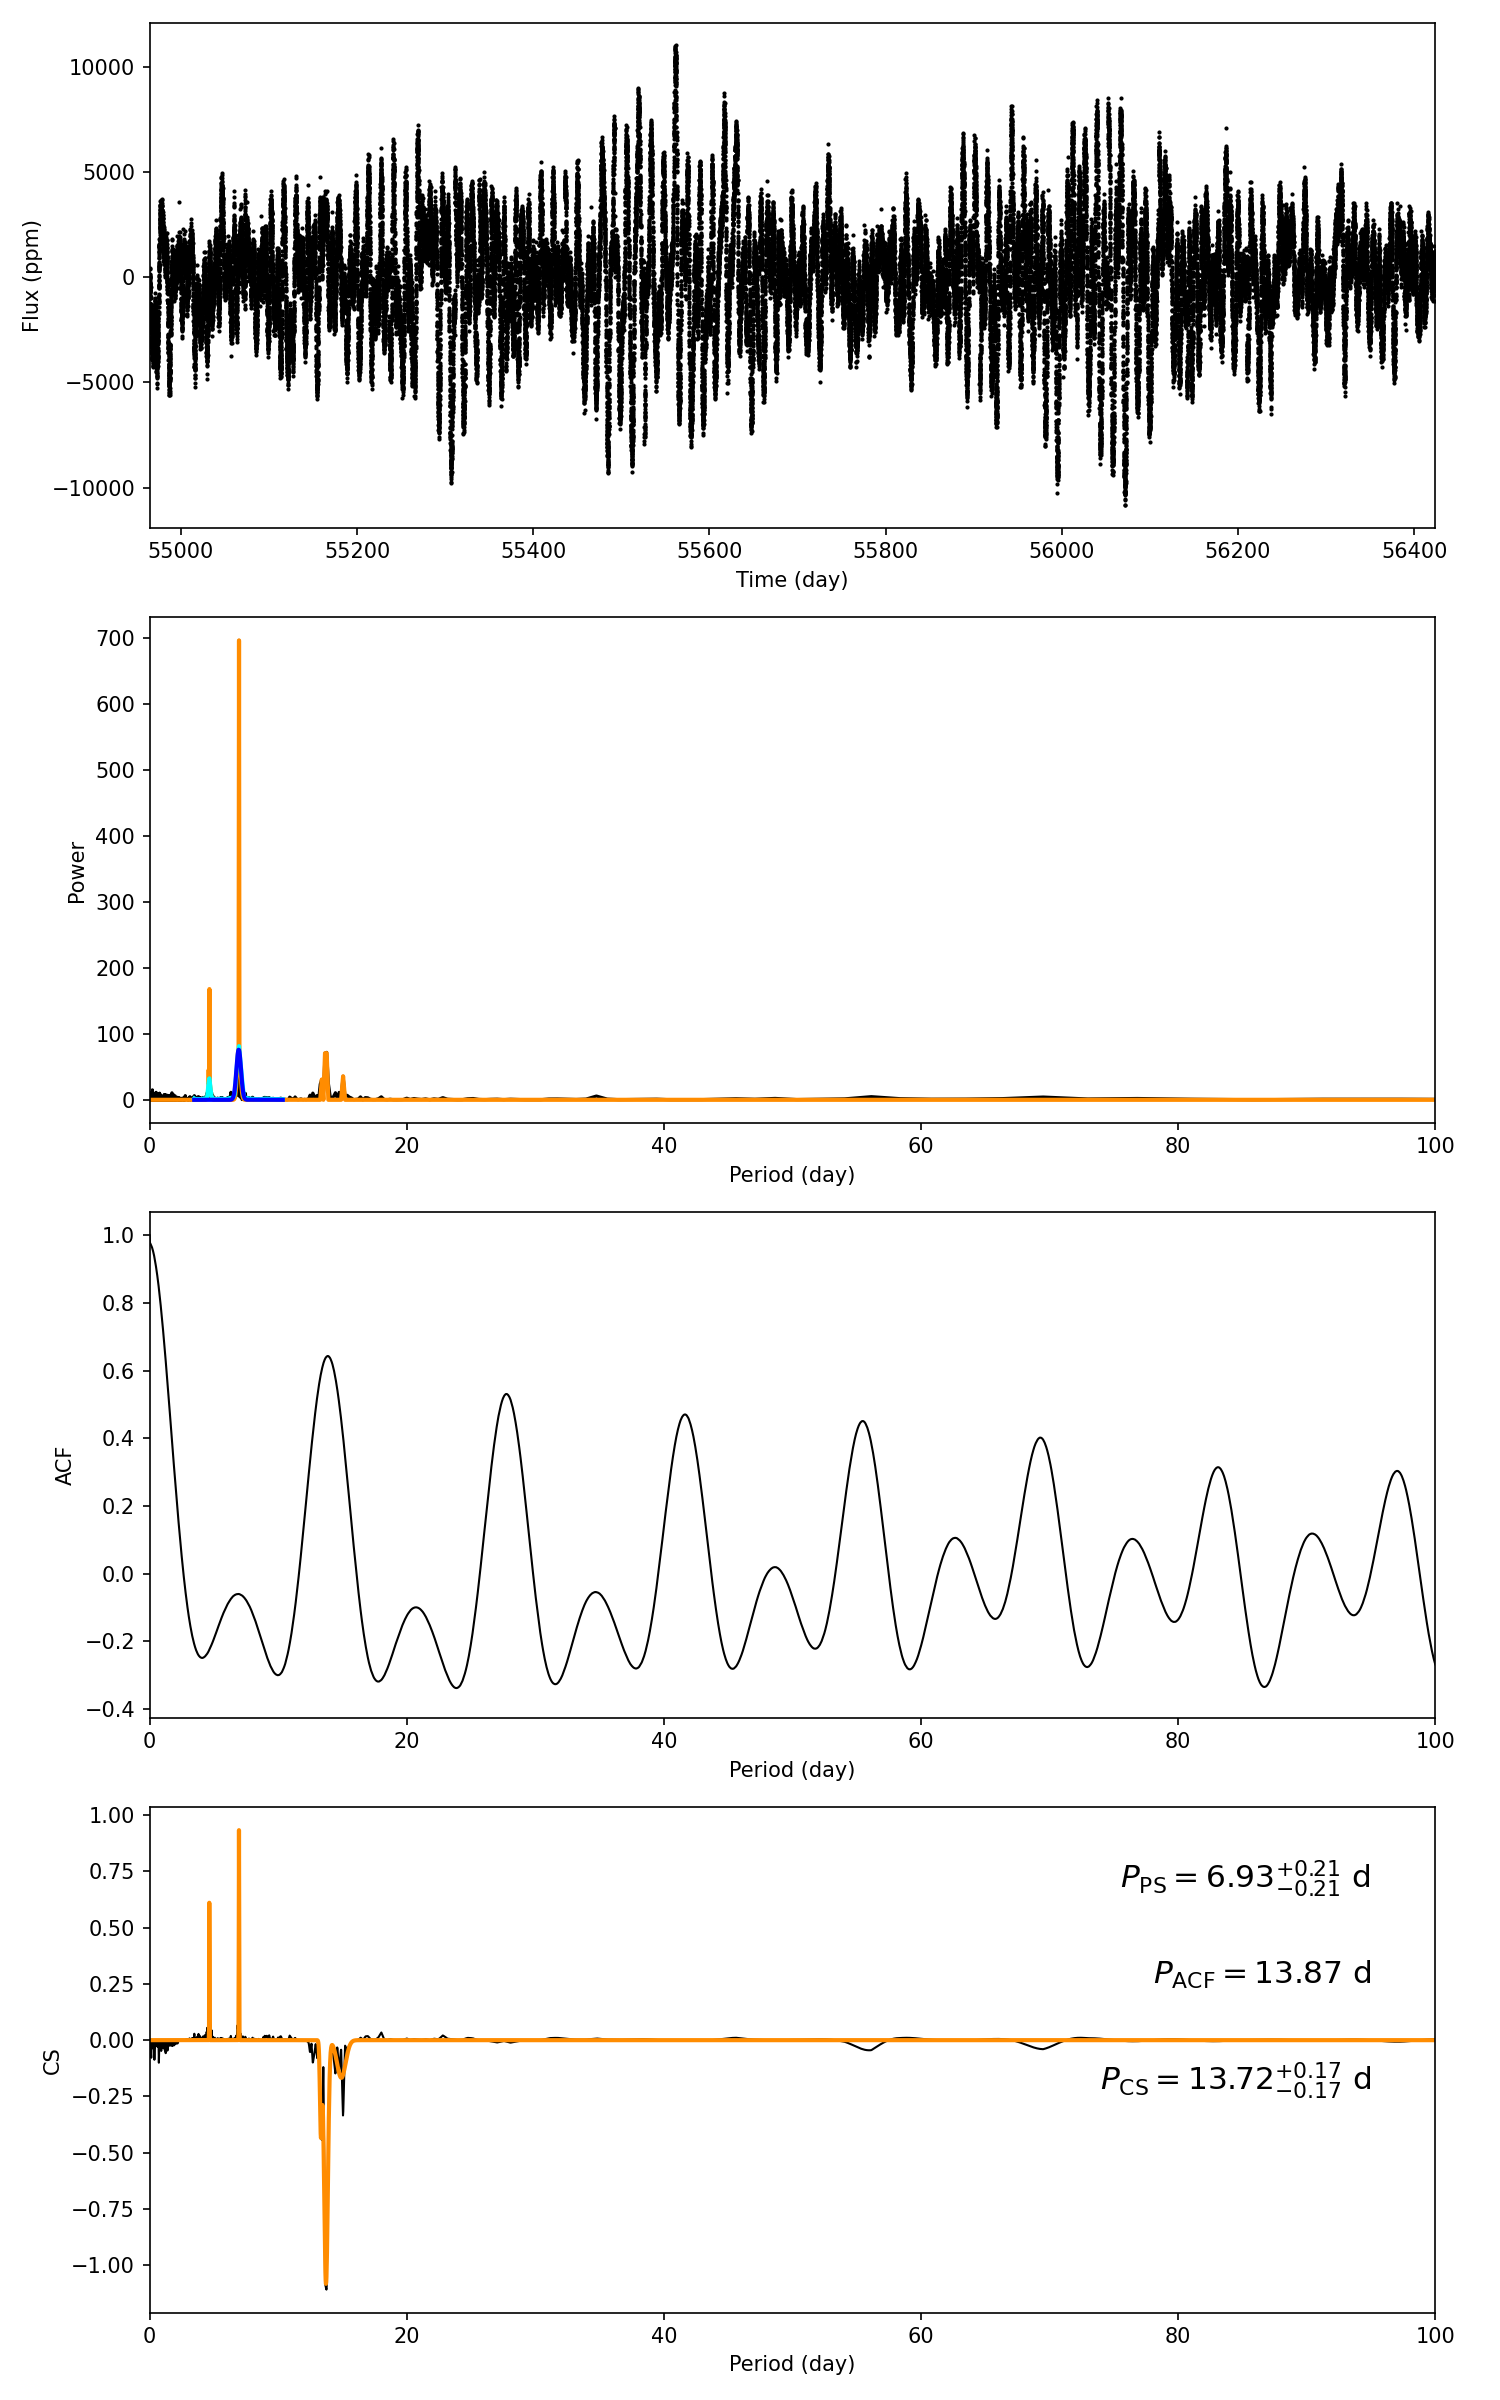 10000
5000
0
−5000
−10000
Flux (ppm)
55000 55200 55400 55600 55800 56000 56200 56400
Time (day)
700
600
500
400
300
200
100
0
Power
0 20 40 60 80 100
Period (day)
1.0
0.8
0.6
0.4
0.2
0.0
−0.2
−0.4
ACF
0 20 40 60 80 100
Period (day)
1.00
0.75
0.50
0.25
0.00
−0.25
−0.50
−0.75
−1.00
CS
P_PS = 6.93^{+0.21}_{−0.21} d
P_ACF = 13.87 d
P_CS = 13.72^{+0.17}_{−0.17} d
0 20 40 60 80 100
Period (day)